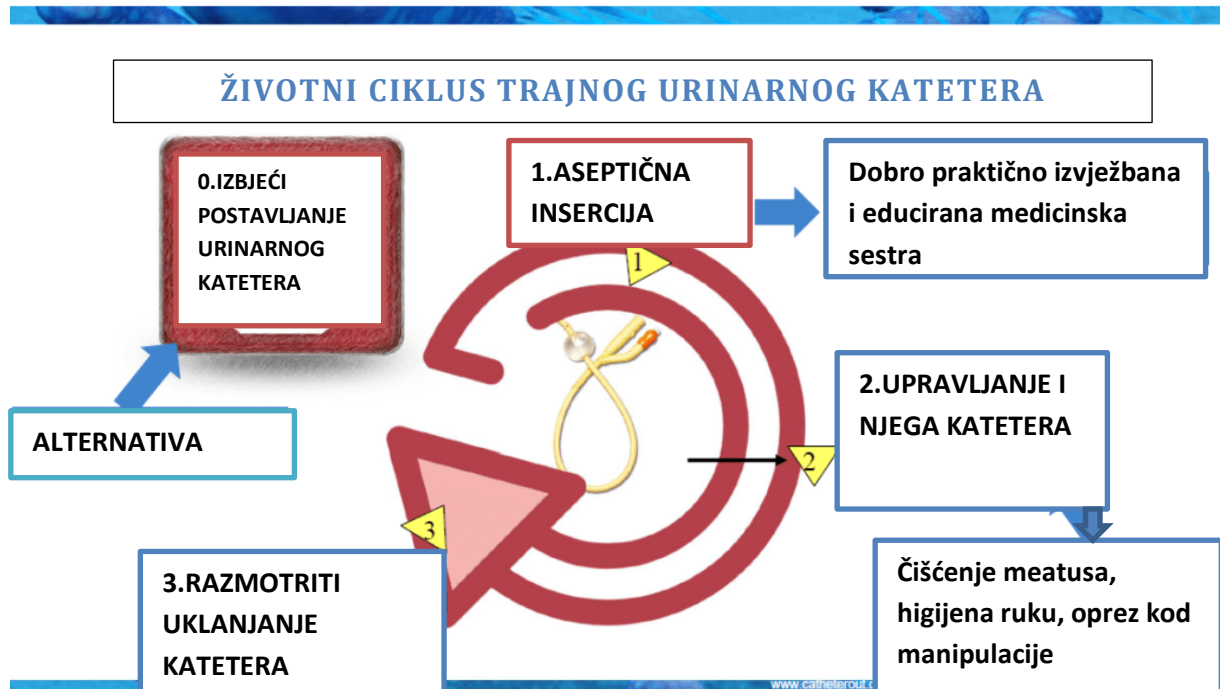 ŽIVOTNI CIKLUS TRAJNOG URINARNOG KATETERA
0.IZBJEĆI
POSTAVLJANJE
URINARNOG
KATETERA
1.ASEPTIČNA
INSERCIJA
Dobro praktično izvježbana
i educirana medicinska
sestra
1
ALTERNATIVA
2.UPRAVLJANJE I
NJEGA KATETERA
2
3
3.RAZMOTRITI
UKLANJANJE
KATETERA
Čišćenje meatusa,
higijena ruku, oprez kod
manipulacije
www.catheterout.